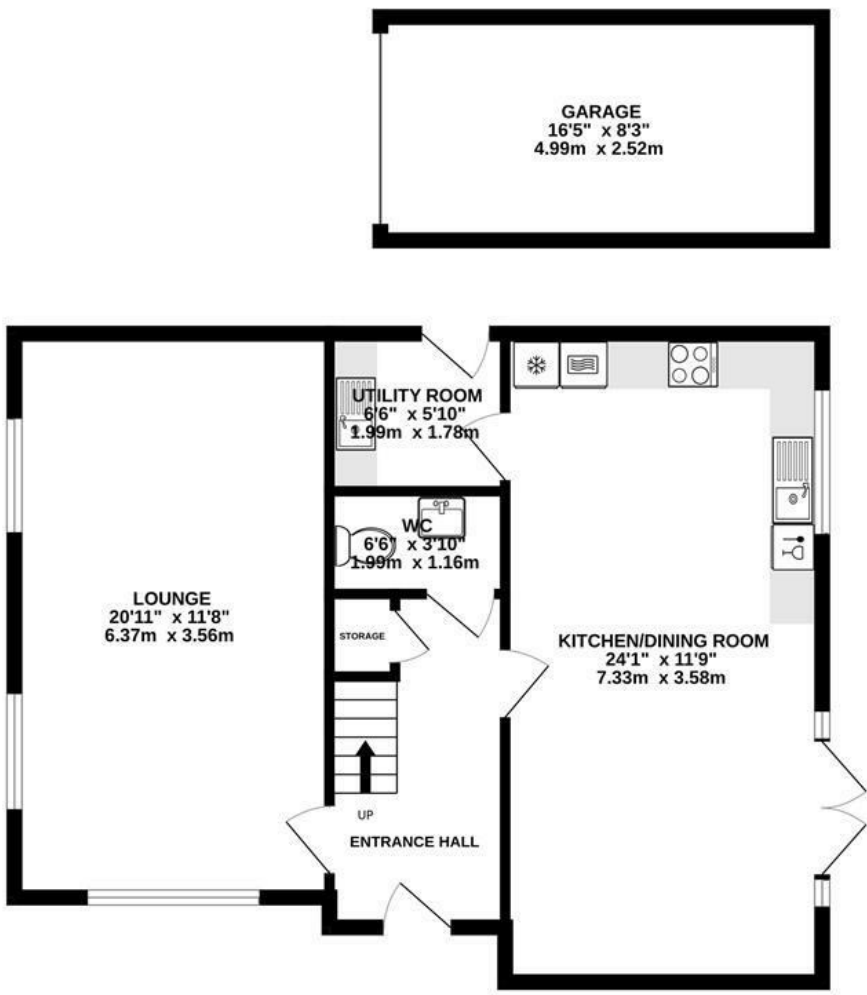 GARAGE
16'5" x 8'3"
4.99m x 2.52m
UTILITY ROOM
6'6" x 5'10"
1.99m x 1.78m
WC
6'6" x 3'10"
1.99m x 1.16m
LOUNGE
20'11" x 11'8"
6.37m x 3.56m
STORAGE
KITCHEN/DINING ROOM
24'1" x 11'9"
7.33m x 3.58m
UP
ENTRANCE HALL